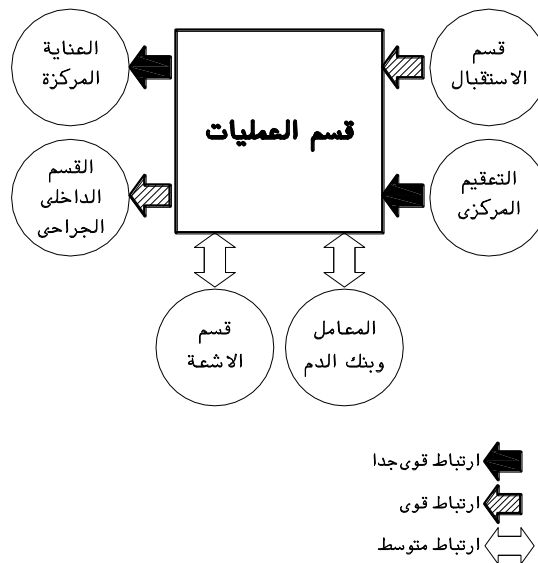 قسم
الاستقبال
العناية
المركزة
قسم العمليات
التعقيم
المركزى
القسم
الداخلى
الجراحى
المعامل
وبنك الدم
قسم
الاشعة
ارتباط قوى جدا
ارتباط قوى
ارتباط متوسط